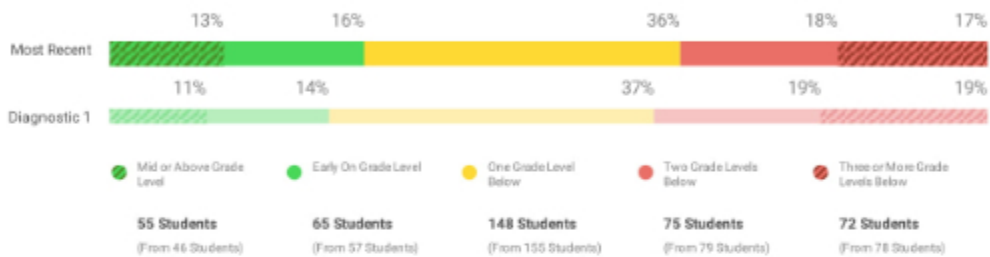 13% 16% 36% 18% 17%
Most Recent
11% 14% 37% 19% 19%
Diagnostic 1
Mid or Above Grade Level
Early On Grade Level
One Grade Level Below
Two Grade Levels Below
Three or More Grade Levels Below
55 Students 65 Students 148 Students 75 Students 72 Students
(From 46 Students) (From 57 Students) (From 155 Students) (From 79 Students) (From 78 Students)